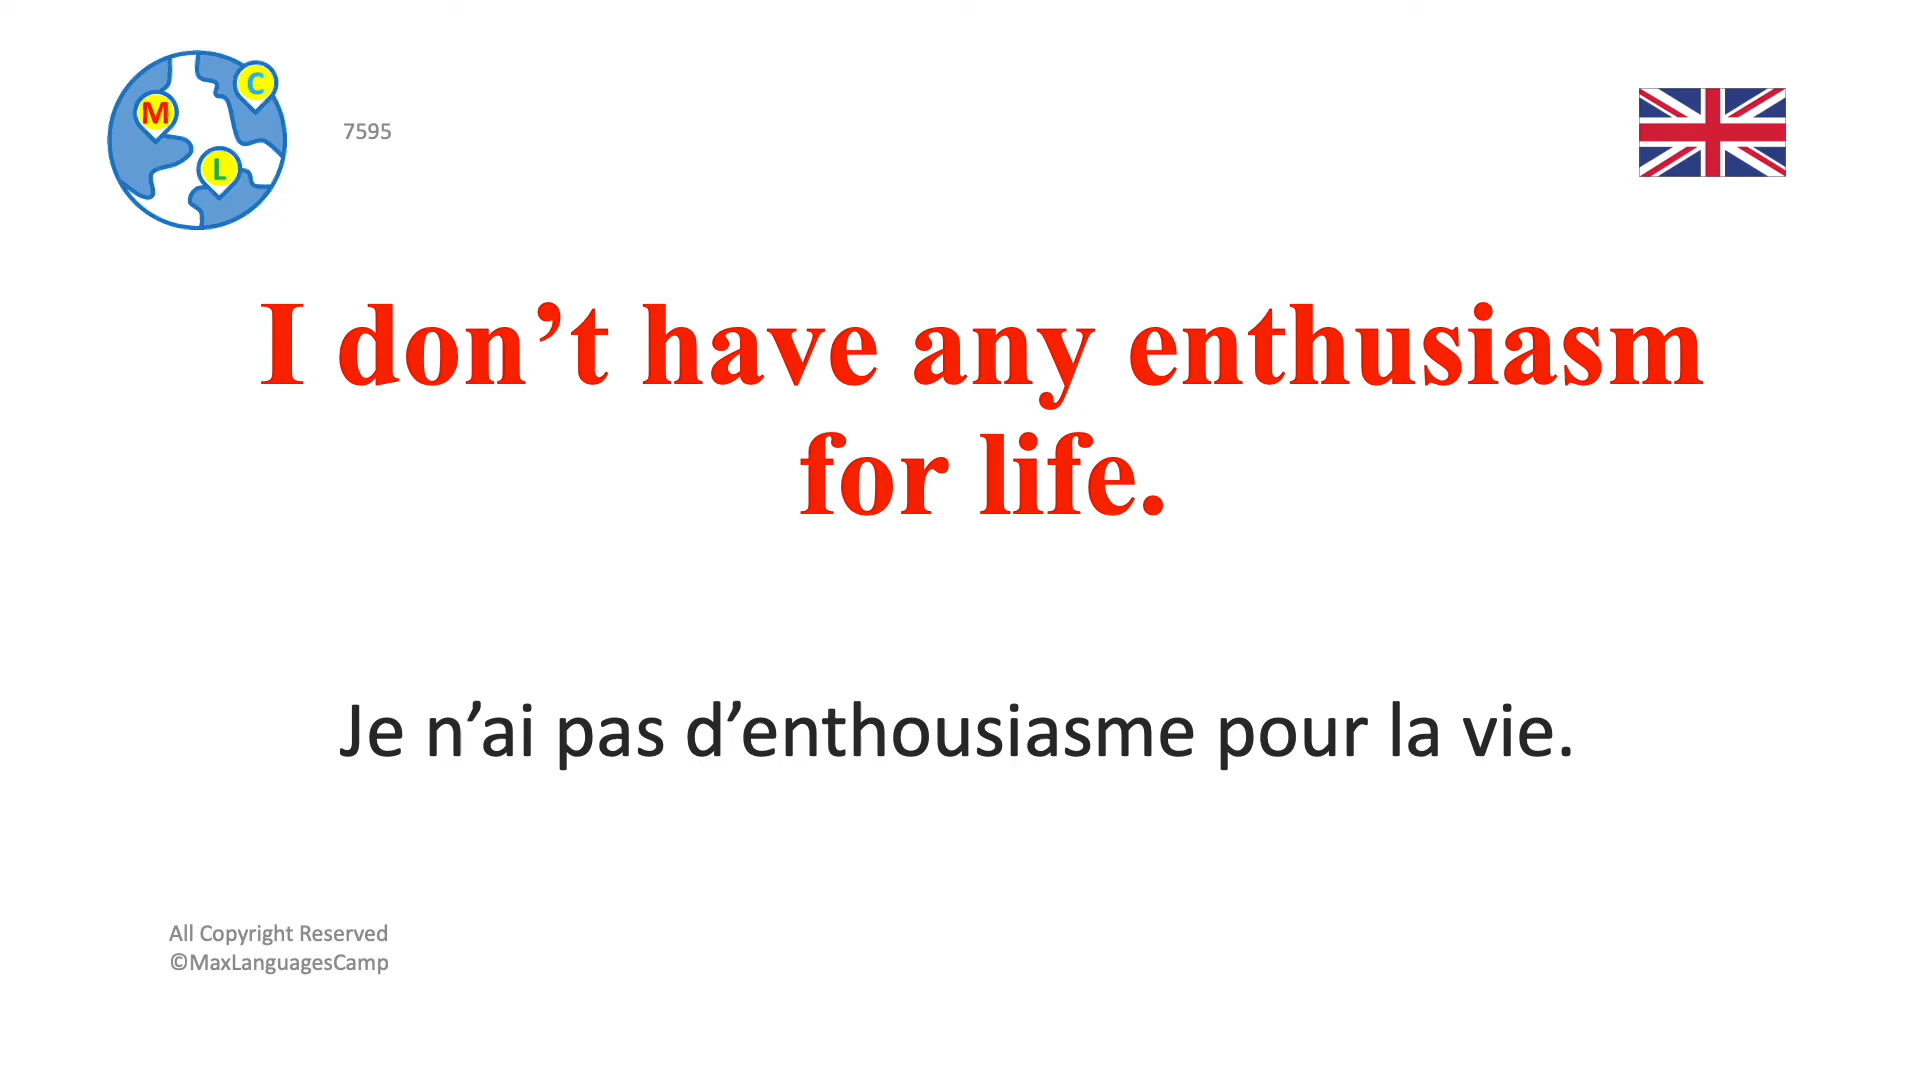 M
C
L
7595
I don’t have any enthusiasm
for life.
Je n’ai pas d’enthousiasme pour la vie.
All Copyright Reserved
©MaxLanguagesCamp